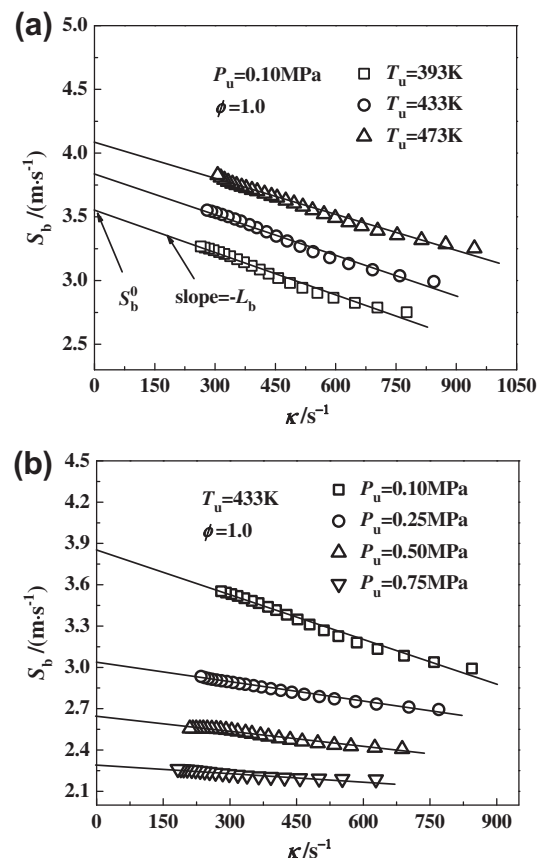 (a)
5.0
4.5
4.0
3.5
3.0
2.5
S_b /(m·s⁻¹)
P_u=0.10MPa
ϕ=1.0
T_u=393K
T_u=433K
T_u=473K
S_b^0
slope=-L_b
0 150 300 450 600 750 900 1050
κ/s⁻¹
(b)
4.5
4.2
3.9
3.6
3.3
3.0
2.7
2.4
2.1
S_b /(m·s⁻¹)
T_u=433K
ϕ=1.0
P_u=0.10MPa
P_u=0.25MPa
P_u=0.50MPa
P_u=0.75MPa
0 150 300 450 600 750 900
κ/s⁻¹